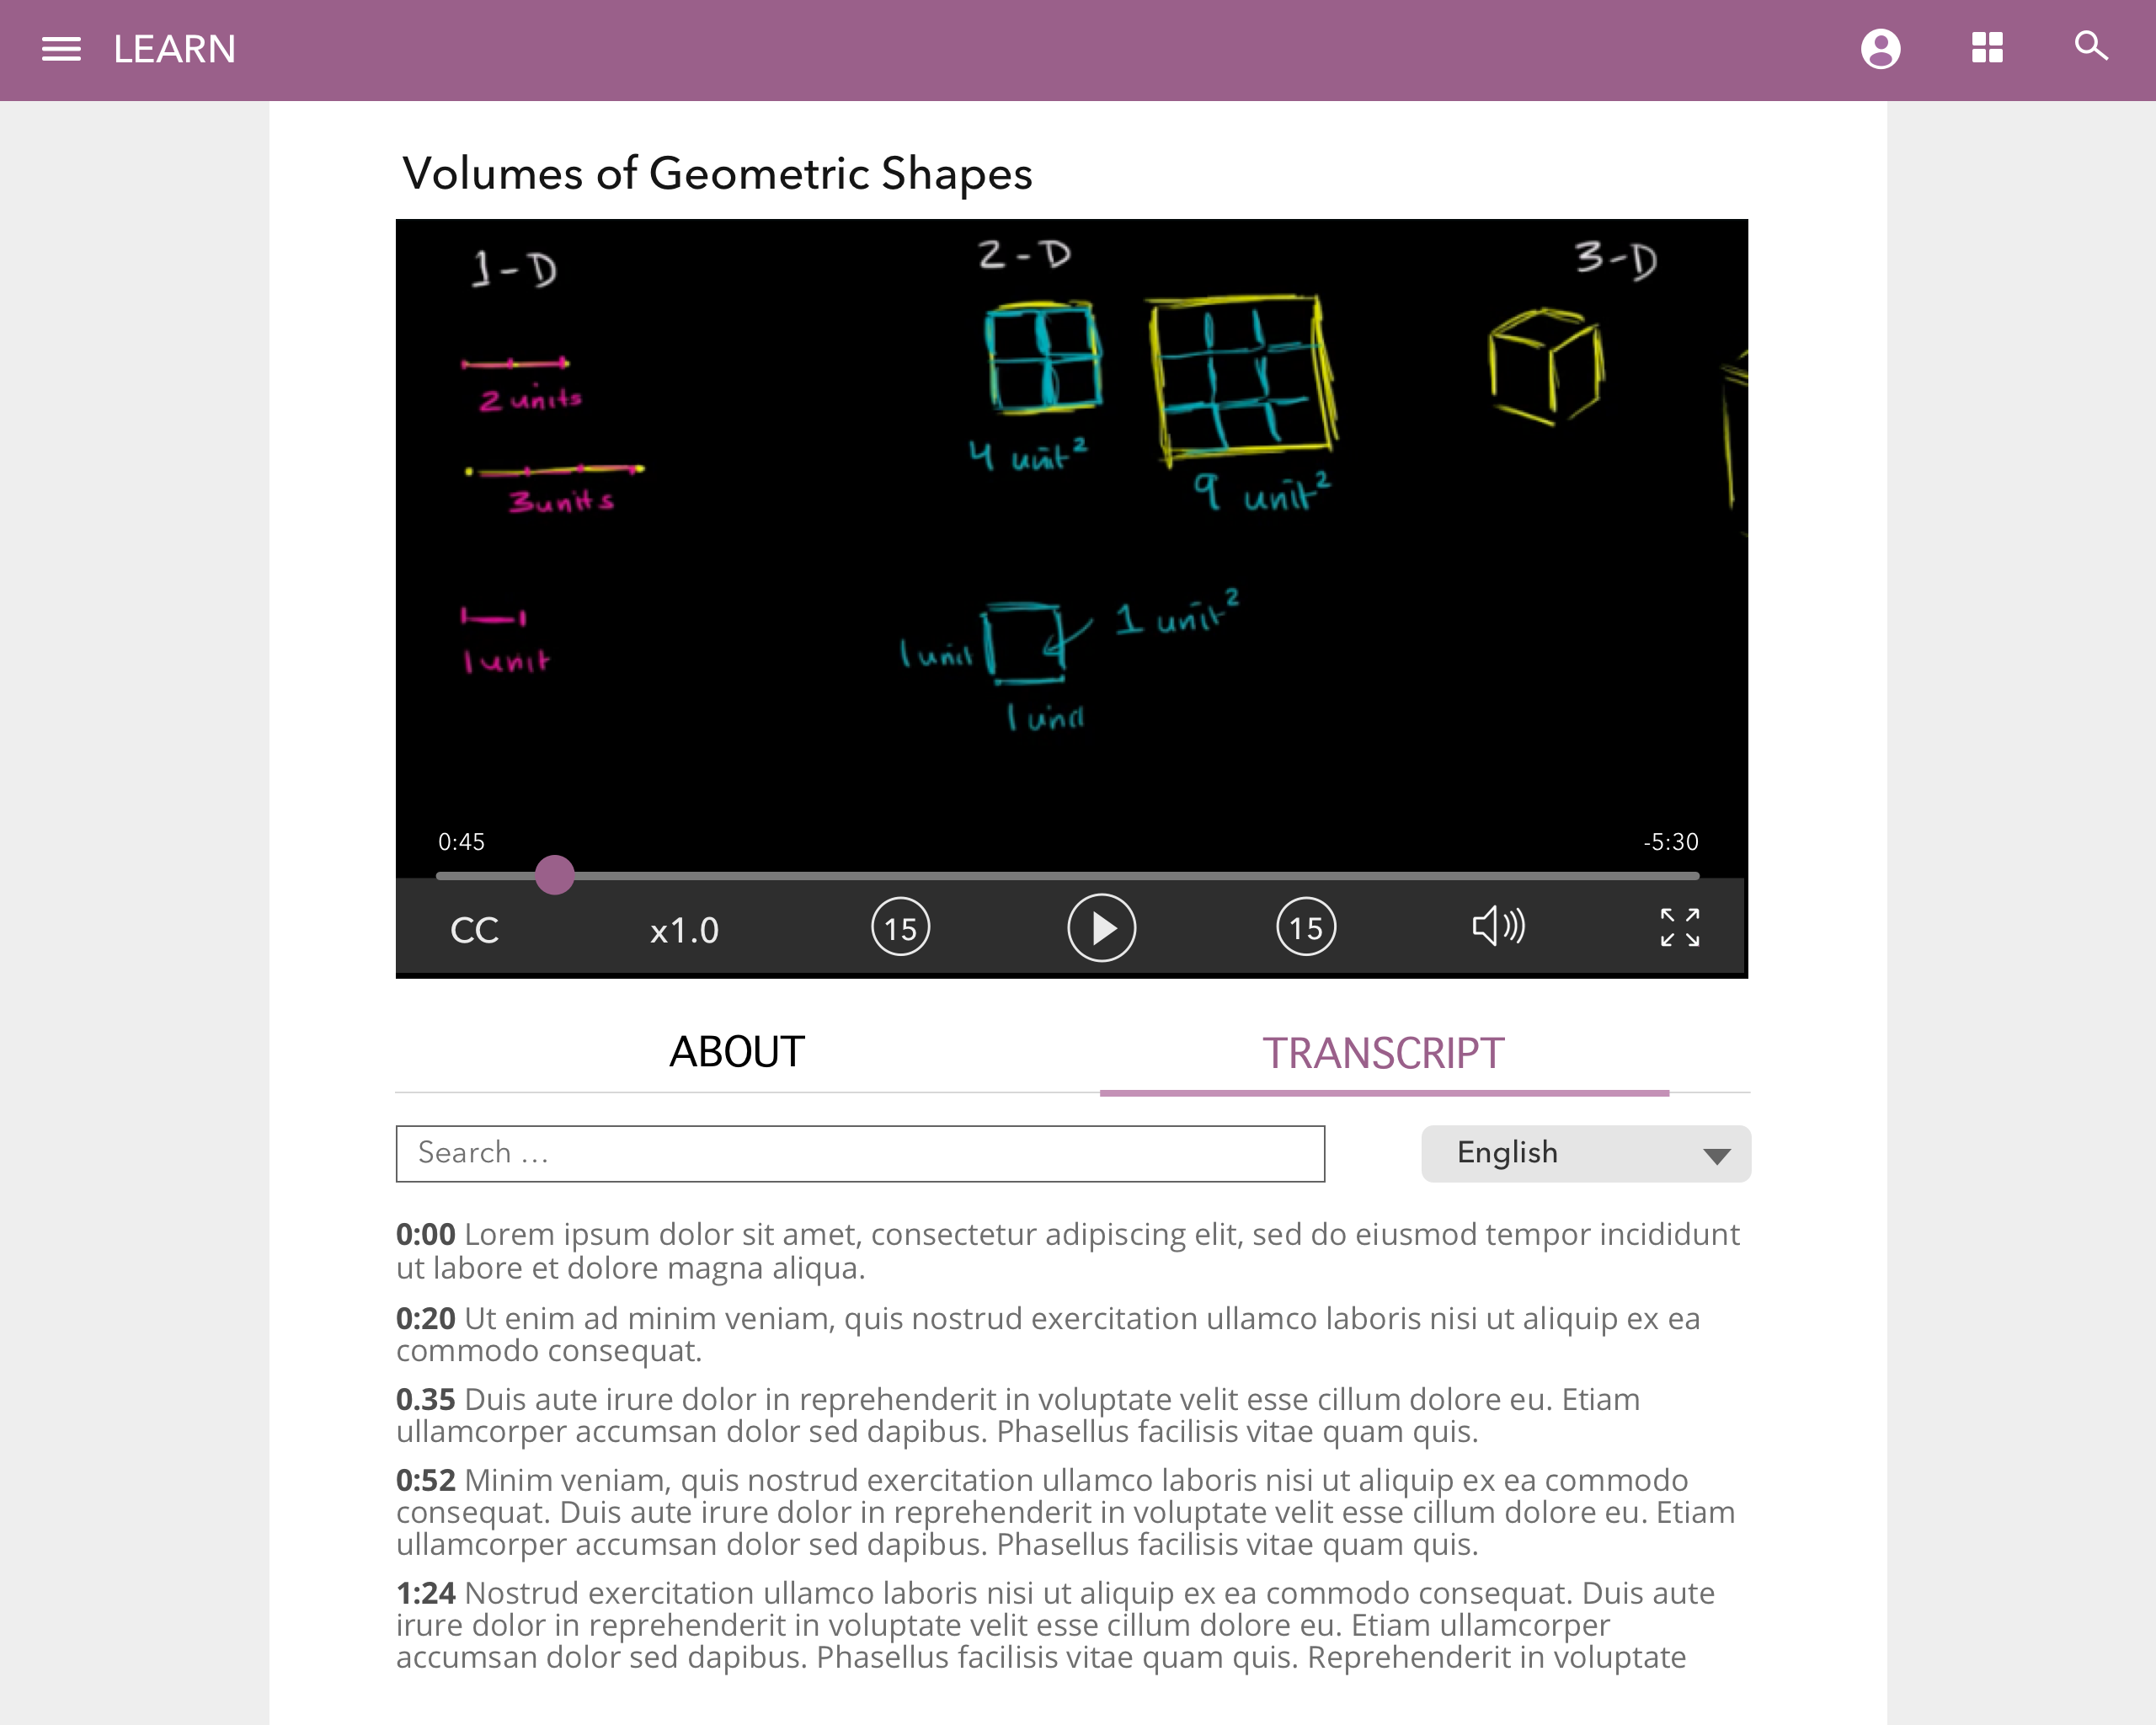 LEARN
Volumes of Geometric Shapes
1-D
2-D
3-D
2 units
4 unit²
9 unit²
3units
1 unit²
1 unit
1 unit
1 unit
0:45
-5:30
CC
x1.0
15
15
ABOUT
TRANSCRIPT
Search ...
English
0:00 Lorem ipsum dolor sit amet, consectetur adipiscing elit, sed do eiusmod tempor incididunt
ut labore et dolore magna aliqua.
0:20 Ut enim ad minim veniam, quis nostrud exercitation ullamco laboris nisi ut aliquip ex ea
commodo consequat.
0.35 Duis aute irure dolor in reprehenderit in voluptate velit esse cillum dolore eu. Etiam
ullamcorper accumsan dolor sed dapibus. Phasellus facilisis vitae quam quis.
0:52 Minim veniam, quis nostrud exercitation ullamco laboris nisi ut aliquip ex ea commodo
consequat. Duis aute irure dolor in reprehenderit in voluptate velit esse cillum dolore eu. Etiam
ullamcorper accumsan dolor sed dapibus. Phasellus facilisis vitae quam quis.
1:24 Nostrud exercitation ullamco laboris nisi ut aliquip ex ea commodo consequat. Duis aute
irure dolor in reprehenderit in voluptate velit esse cillum dolore eu. Etiam ullamcorper
accumsan dolor sed dapibus. Phasellus facilisis vitae quam quis. Reprehenderit in voluptate